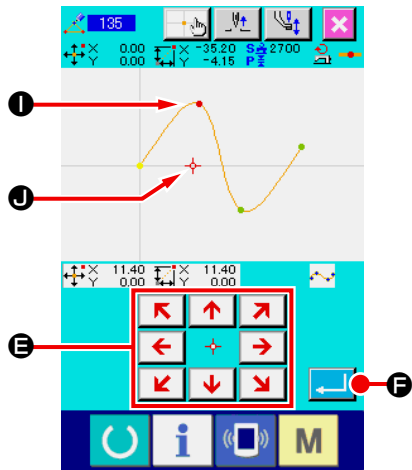 135
X 0.00 X -35.20 S 2700
Y 0.00 Y -4.15 P
I
J
X 11.40 X 11.40
Y 0.00 Y 0.00
E
F
i M